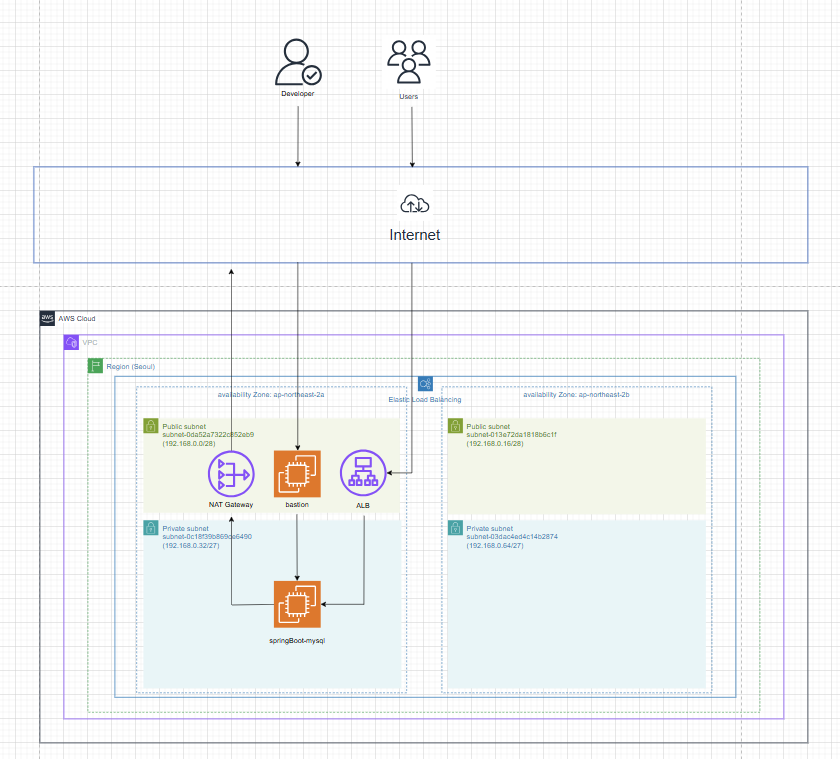 Developer
Users
Internet
aws
AWS Cloud
VPC
Region (Seoul)
availability Zone: ap-northeast-2a
Elastic Load Balancing
availability Zone: ap-northeast-2b
Public subnet
subnet-0da52a7322c852eb9
(192.168.0.0/28)
Public subnet
subnet-013e72da1818b6c1f
(192.168.0.16/28)
NAT Gateway
bastion
ALB
Private subnet
(192.168.0.32/27)
Private subnet
subnet-03dac4ed4c14b2874
(192.168.0.64/27)
springBoot-mysql